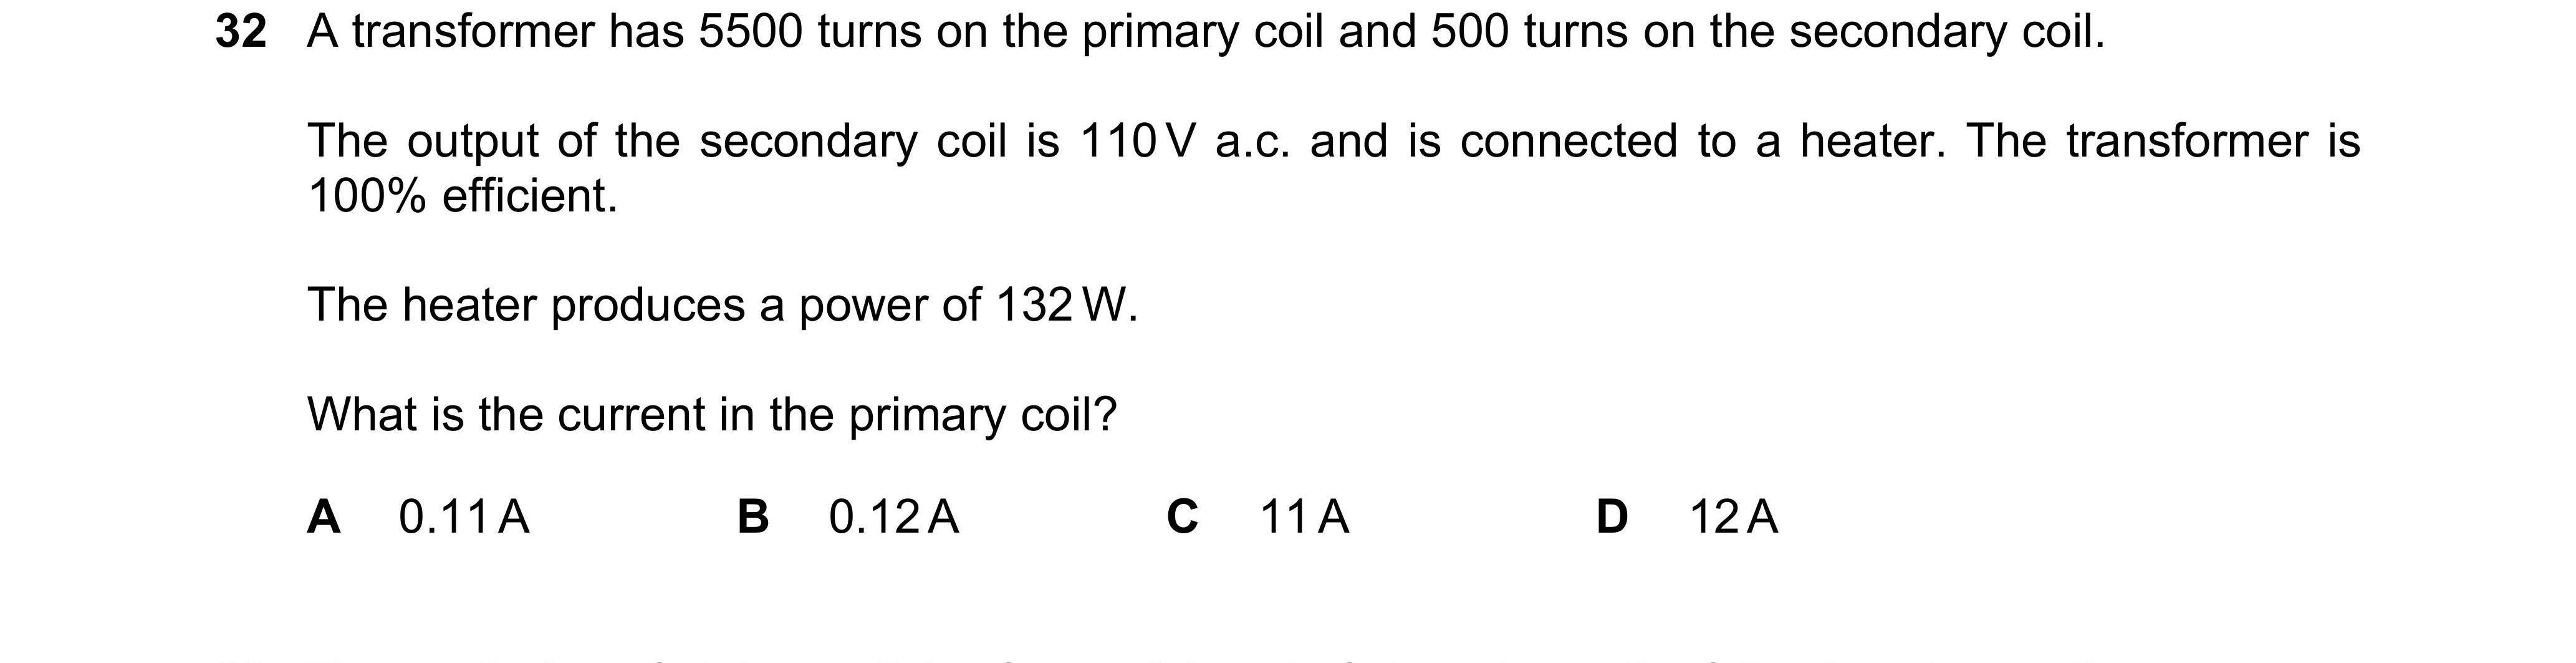 32 A transformer has 5500 turns on the primary coil and 500 turns on the secondary coil.
The output of the secondary coil is 110 V a.c. and is connected to a heater. The transformer is
100% efficient.
The heater produces a power of 132 W.
What is the current in the primary coil?
A 0.11 A B 0.12 A C 11 A D 12 A